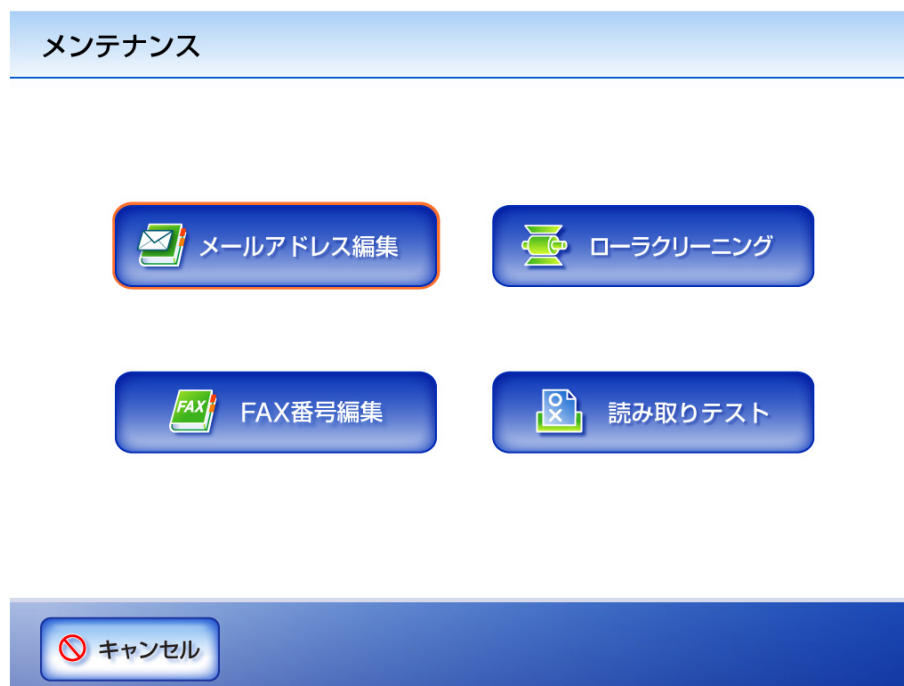 メンテナンス
メールアドレス編集
ローラクリーニング
FAX FAX番号編集
読み取りテスト
キャンセル